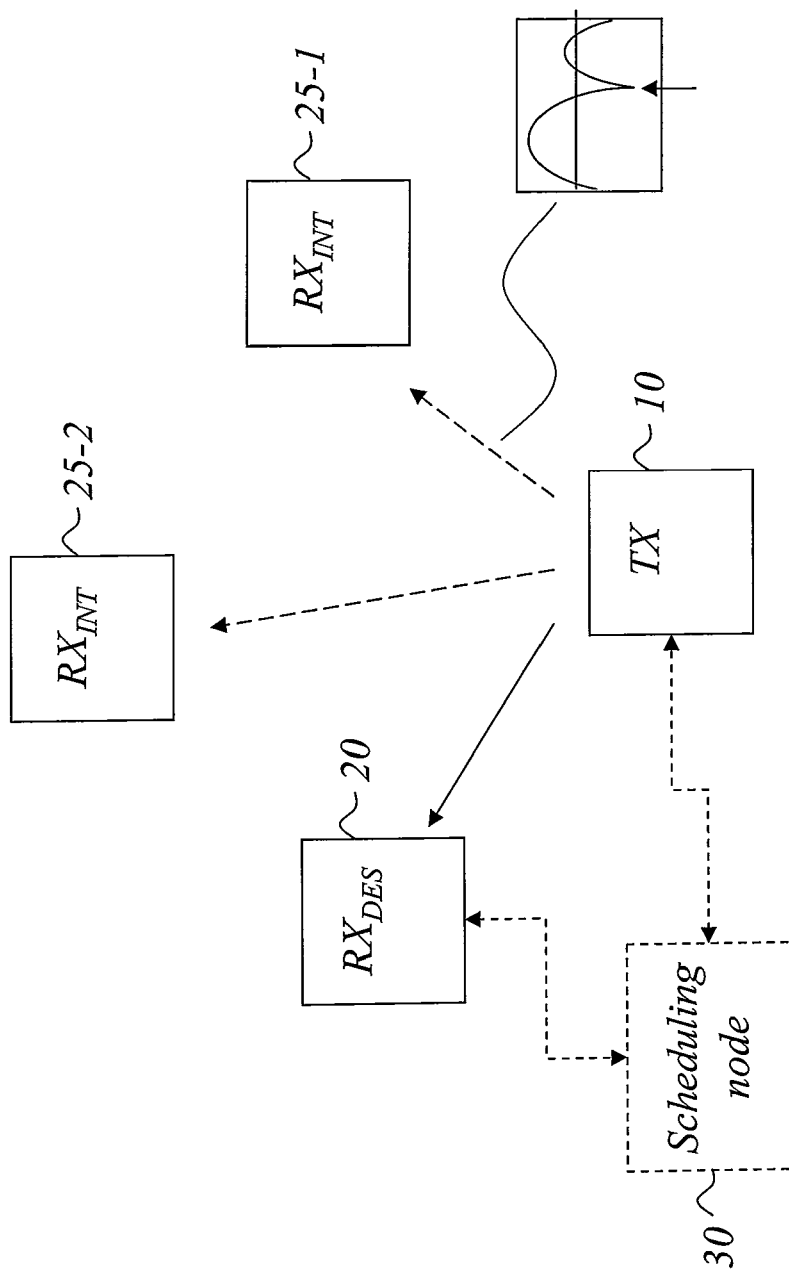 25-2
RX_INT
25-1
RX_INT
20
RX_DES
10
TX
Scheduling
node
30